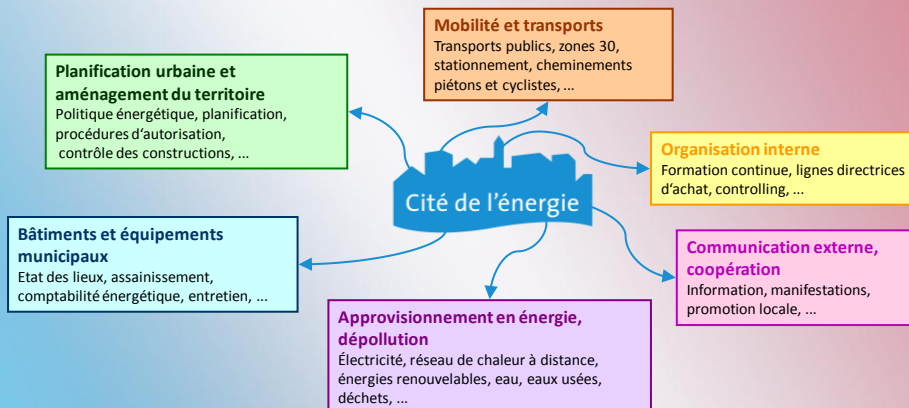 Mobilité et transports
Transports publics, zones 30,
stationnement, cheminements
piétons et cyclistes, ...
Planification urbaine et
aménagement du territoire
Politique énergétique, planification,
procédures d‘autorisation,
contrôle des constructions, ...
Organisation interne
Formation continue, lignes directrices
d‘achat, controlling, ...
Cité de l'énergie
Bâtiments et équipements
municipaux
Etat des lieux, assainissement,
comptabilité énergétique, entretien, ...
Communication externe,
coopération
Information, manifestations,
promotion locale, ...
Approvisionnement en énergie,
dépollution
Électricité, réseau de chaleur à distance,
énergies renouvelables, eau, eaux usées,
déchets, ...